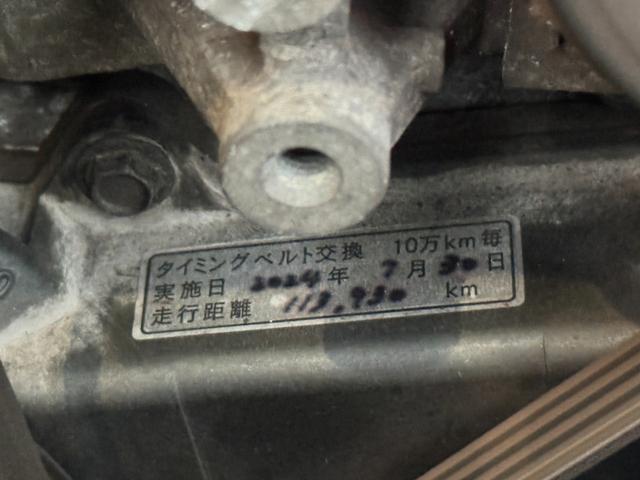 タイミングベルト交換 10万km毎
実施日 2024年 7月 30日
走行距離 113,930 km